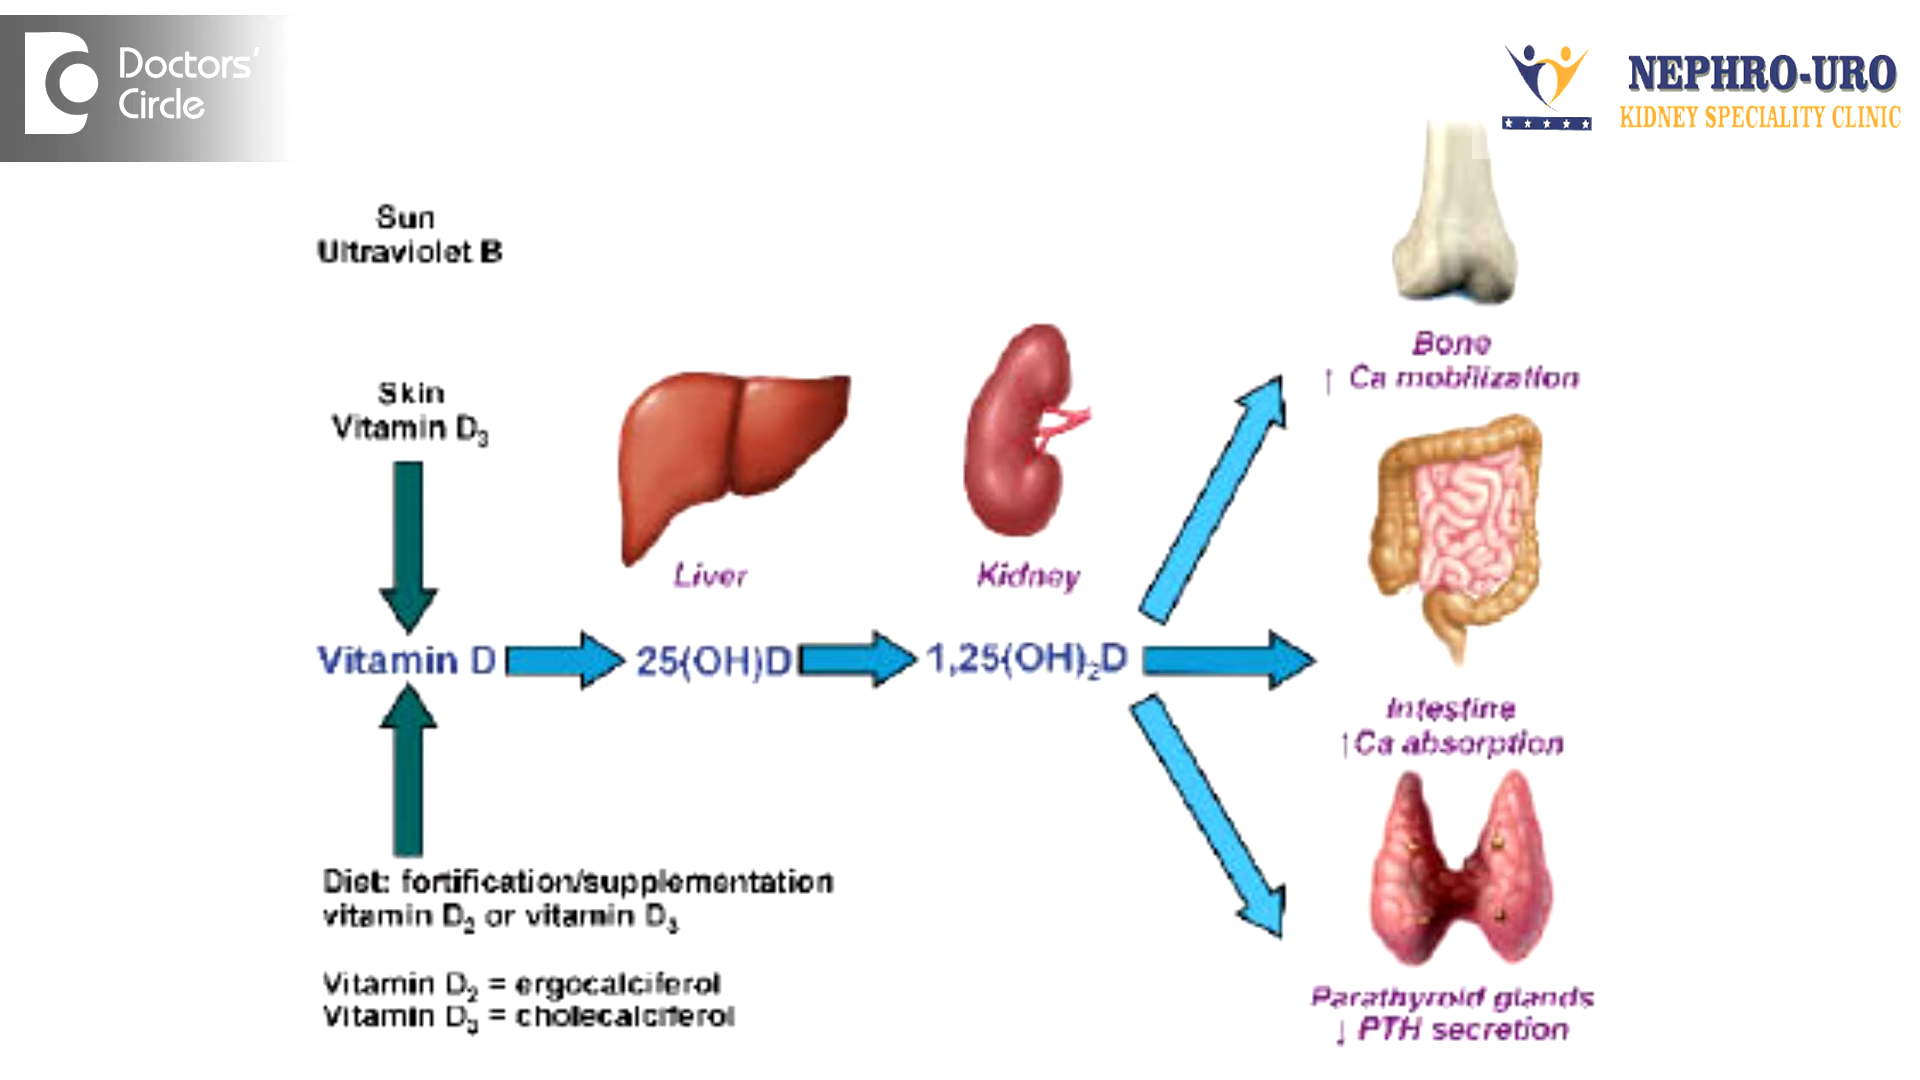 Doctors'
Circle
NEPHRO-URO
KIDNEY SPECIALITY CLINIC
Sun
Ultraviolet B
Skin
Vitamin D₃
Liver
Kidney
Bone
↑ Ca mobilization
Vitamin D
25(OH)D
1,25(OH)₂D
Intestine
↑Ca absorption
Diet: fortification/supplementation
vitamin D₂ or vitamin D₃
Vitamin D₂ = ergocalciferol
Vitamin D₃ = cholecalciferol
Parathyroid glands
↓ PTH secretion